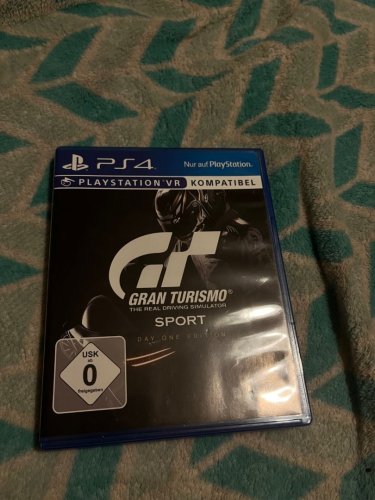 PS4
Nur auf PlayStation.
PLAYSTATION®VR KOMPATIBEL
GT
GRAN TURISMO®
THE REAL DRIVING SIMULATOR
SPORT
DAY ONE EDITION
USK
ab
0
freigegeben